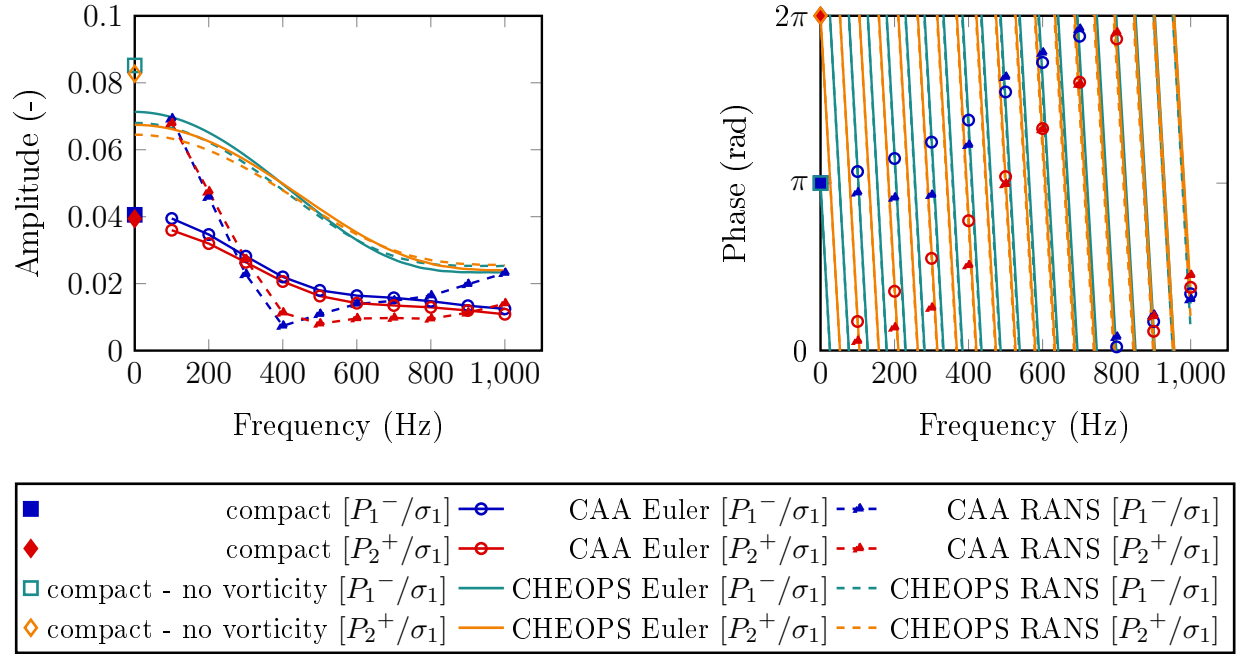 0.1
0.08
0.06
0.04
0.02
0
0 200 400 600 800 1,000
Amplitude (-)
Frequency (Hz)
2π
π
0
0 200 400 600 800 1,000
Phase (rad)
Frequency (Hz)
compact [P₁⁻/σ₁] CAA Euler [P₁⁻/σ₁] CAA RANS [P₁⁻/σ₁]
compact [P₂⁺/σ₁] CAA Euler [P₂⁺/σ₁] CAA RANS [P₂⁺/σ₁]
compact - no vorticity [P₁⁻/σ₁] CHEOPS Euler [P₁⁻/σ₁] CHEOPS RANS [P₁⁻/σ₁]
compact - no vorticity [P₂⁺/σ₁] CHEOPS Euler [P₂⁺/σ₁] CHEOPS RANS [P₂⁺/σ₁]